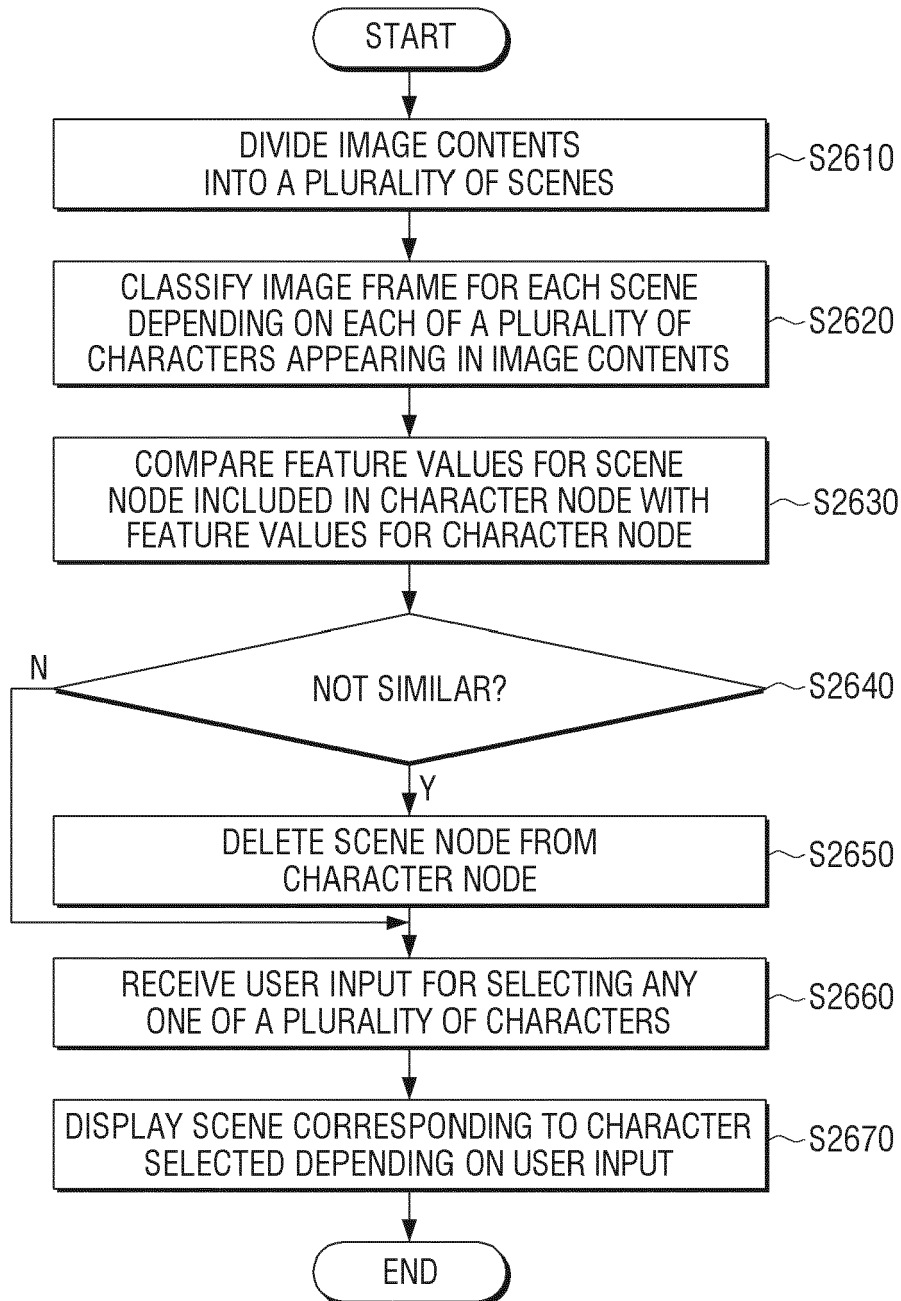 START
DIVIDE IMAGE CONTENTS
INTO A PLURALITY OF SCENES
S2610
CLASSIFY IMAGE FRAME FOR EACH SCENE
DEPENDING ON EACH OF A PLURALITY OF
CHARACTERS APPEARING IN IMAGE CONTENTS
S2620
COMPARE FEATURE VALUES FOR SCENE
NODE INCLUDED IN CHARACTER NODE WITH
FEATURE VALUES FOR CHARACTER NODE
S2630
N
NOT SIMILAR?
S2640
Y
DELETE SCENE NODE FROM
CHARACTER NODE
S2650
RECEIVE USER INPUT FOR SELECTING ANY
ONE OF A PLURALITY OF CHARACTERS
S2660
DISPLAY SCENE CORRESPONDING TO CHARACTER
SELECTED DEPENDING ON USER INPUT
S2670
END